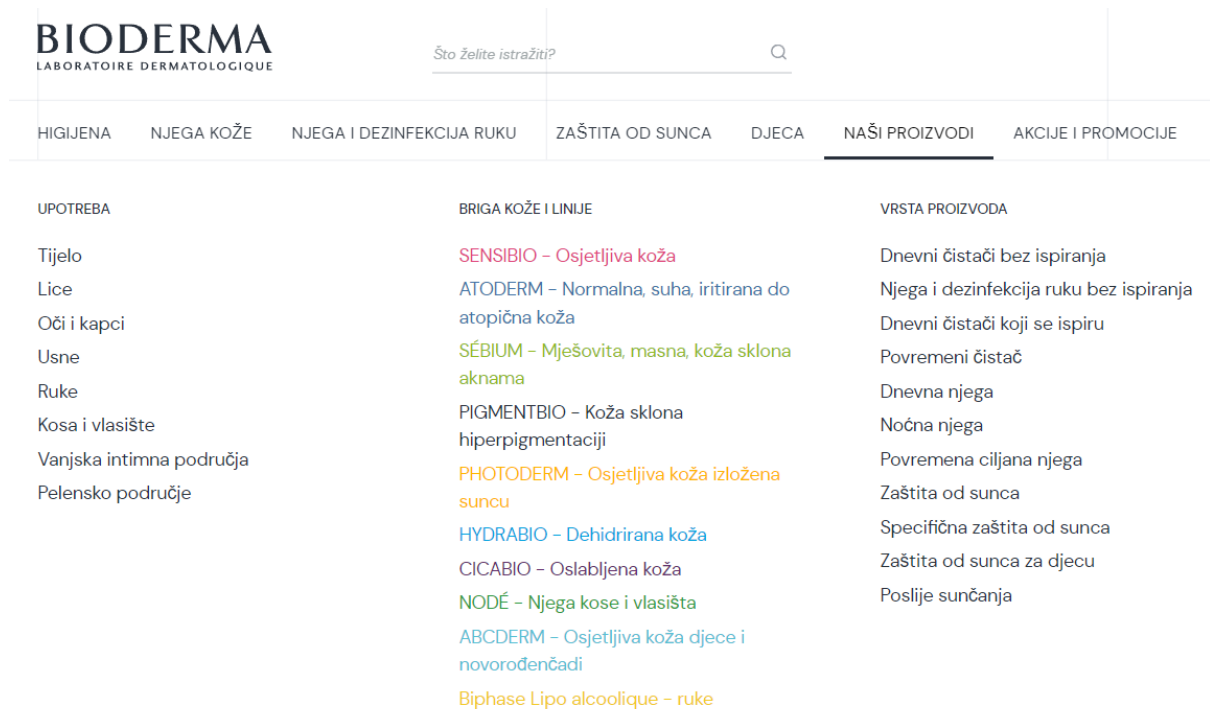 BIODERMA
LABORATOIRE DERMATOLOGIQUE
Što želite istražiti?
HIGIJENA NJEGA KOŽE NJEGA I DEZINFEKCIJA RUKU ZAŠTITA OD SUNCA DJECA NAŠI PROIZVODI AKCIJE I PROMOCIJE
UPOTREBA
Tijelo
Lice
Oči i kapci
Usne
Ruke
Kosa i vlasište
Vanjska intimna područja
Pelensko područje
BRIGA KOŽE I LINIJE
SENSIBIO – Osjetljiva koža
ATODERM – Normalna, suha, iritirana do
atopična koža
SÉBIUM – Mješovita, masna, koža sklona
aknama
PIGMENTBIO – Koža sklona
hiperpigmentaciji
PHOTODERM – Osjetljiva koža izložena
suncu
HYDRABIO – Dehidrirana koža
CICABIO – Oslabljena koža
NODÉ – Njega kose i vlasišta
ABCDERM – Osjetljiva koža djece i
novorođenčadi
Biphase Lipo alcoolique – ruke
VRSTA PROIZVODA
Dnevni čistači bez ispiranja
Njega i dezinfekcija ruku bez ispiranja
Dnevni čistači koji se ispiru
Povremeni čistač
Dnevna njega
Noćna njega
Povremena ciljana njega
Zaštita od sunca
Specifična zaštita od sunca
Zaštita od sunca za djecu
Poslije sunčanja